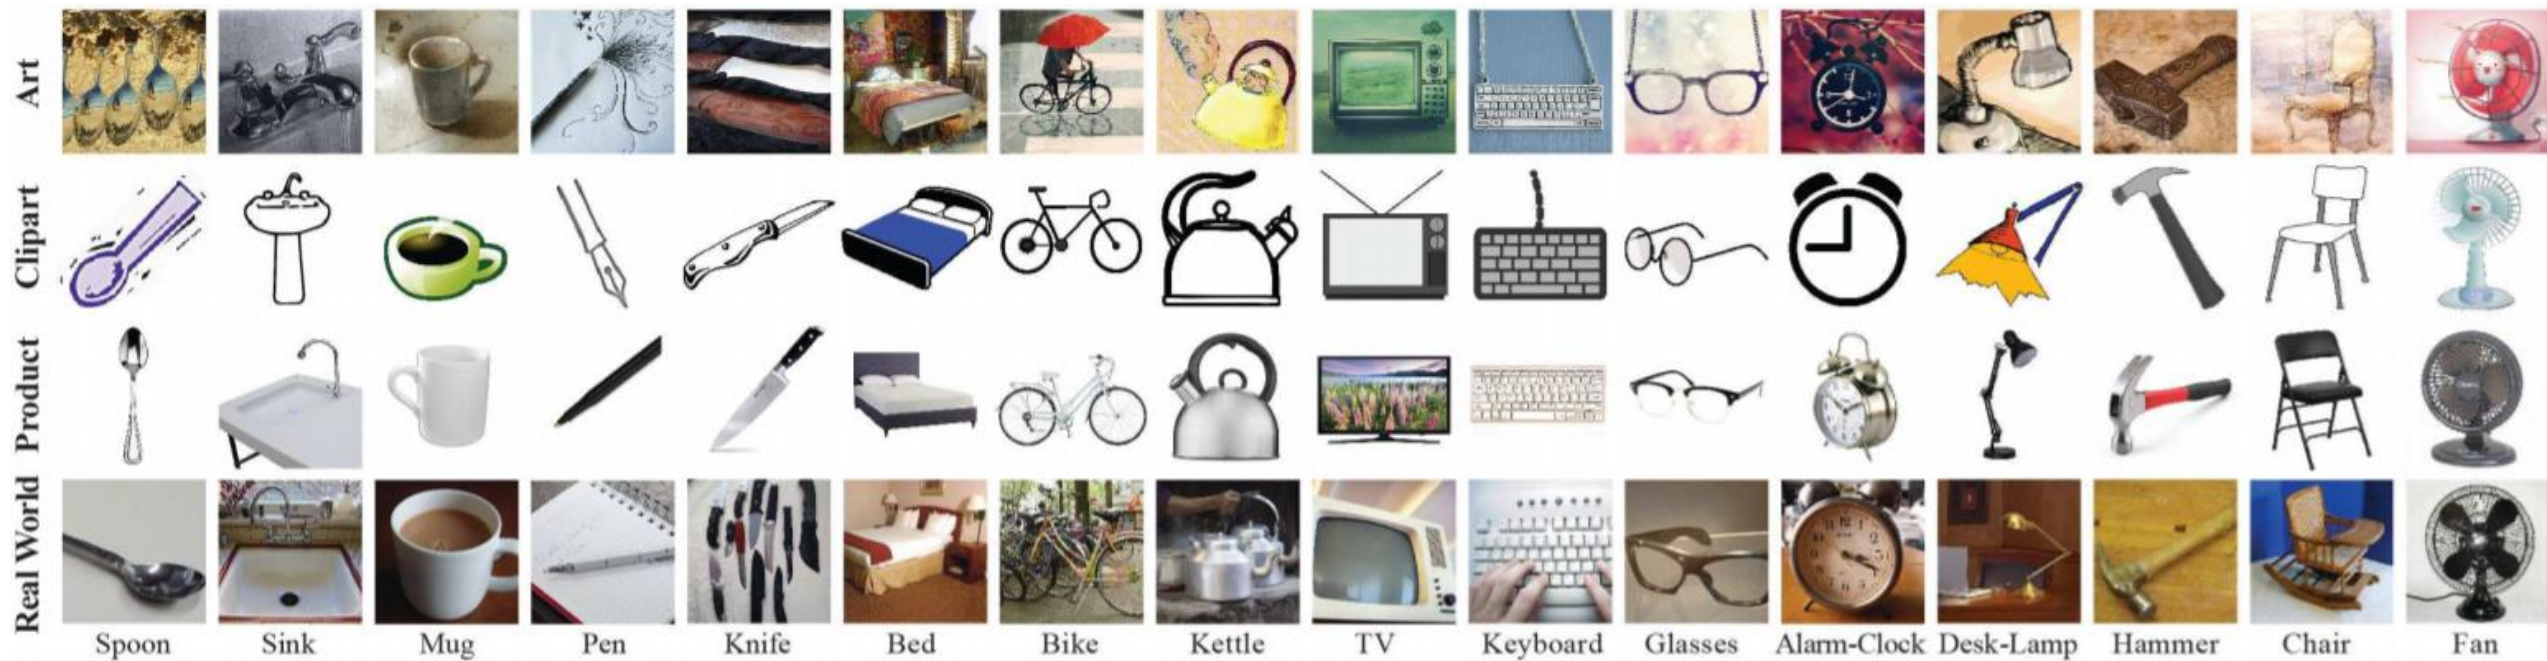 Art
Clipart
Product
Real World
Spoon Sink Mug Pen Knife Bed Bike Kettle TV Keyboard Glasses Alarm-Clock Desk-Lamp Hammer Chair Fan